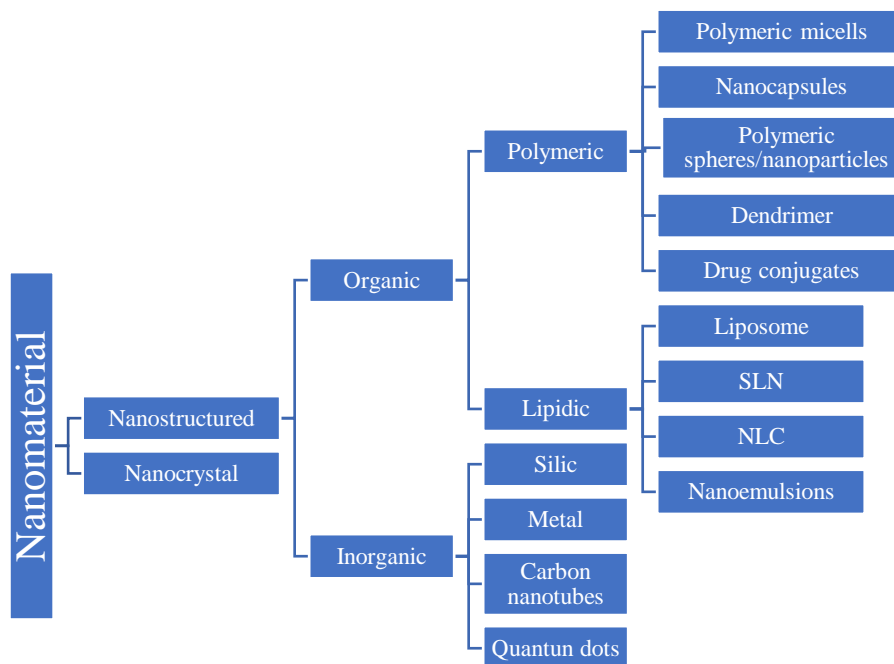 Nanomaterial
Nanostructured
Nanocrystal
Organic
Inorganic
Polymeric
Lipidic
Silic
Metal
Carbon
nanotubes
Quantun dots
Polymeric micells
Nanocapsules
Polymeric
spheres/nanoparticles
Dendrimer
Drug conjugates
Liposome
SLN
NLC
Nanoemulsions